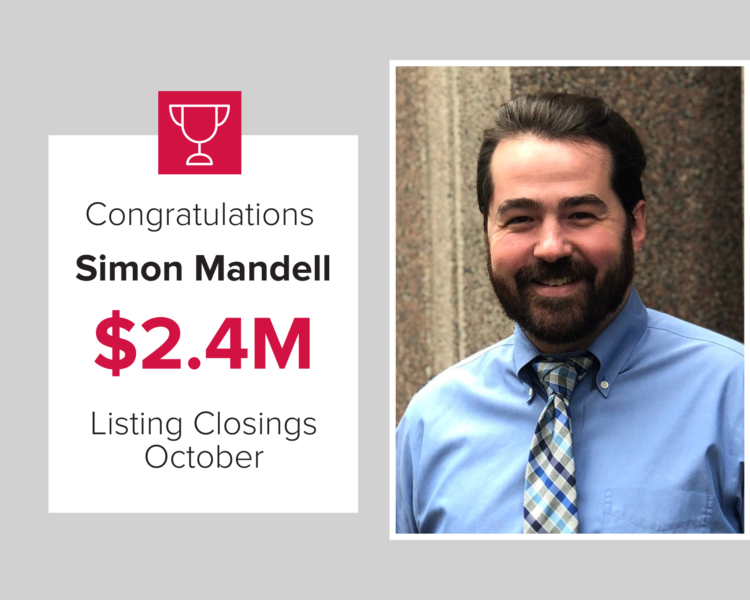 Congratulations
Simon Mandell
$2.4M
Listing Closings
October